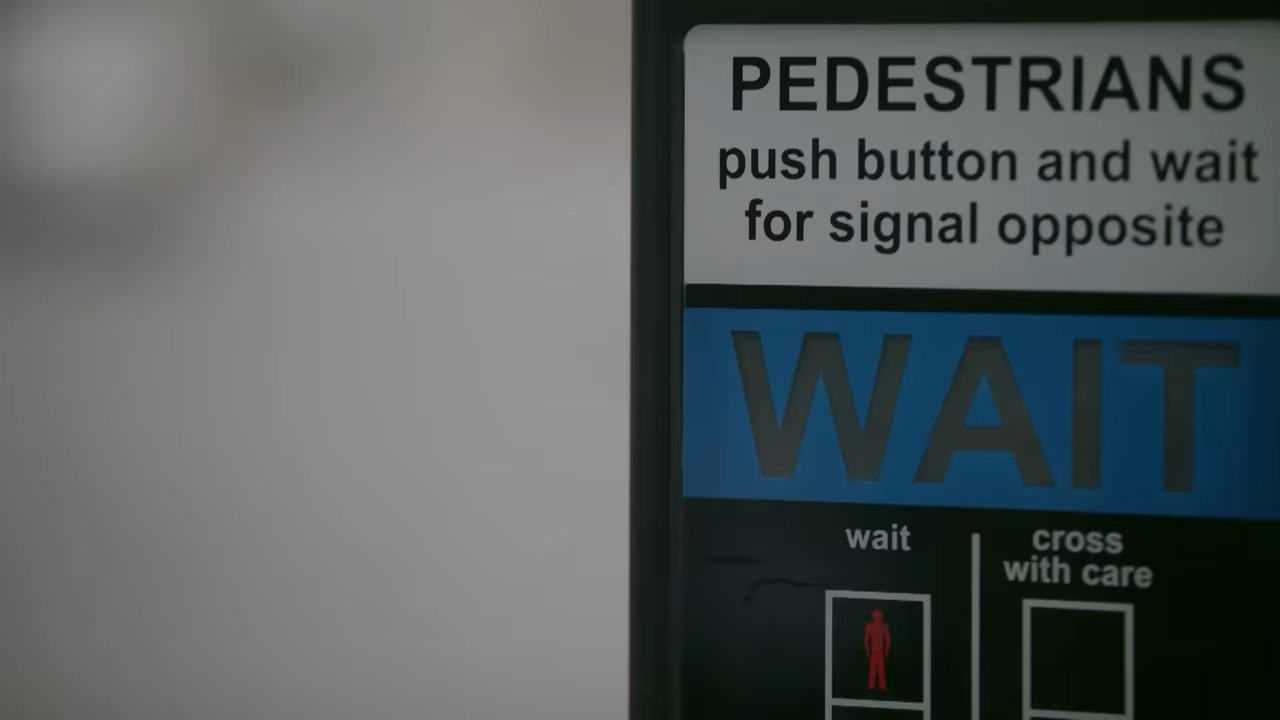 PEDESTRIANS
push button and wait
for signal opposite
WAIT
wait
cross
with care